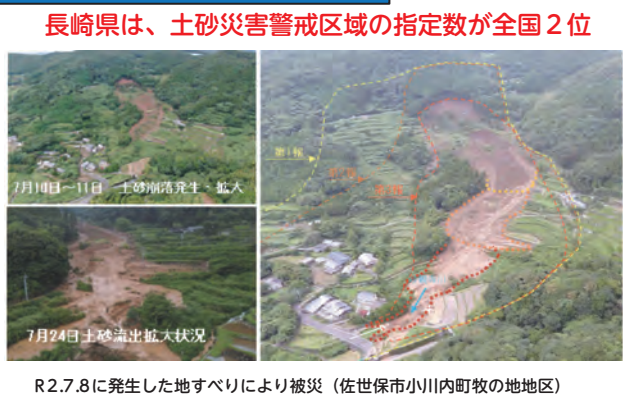 長崎県は、土砂災害警戒区域の指定数が全国２位
7月10日～11日　土砂崩落発生・拡大
7月24日土砂流出拡大状況
R2.7.8に発生した地すべりにより被災（佐世保市小川内町牧の地地区）